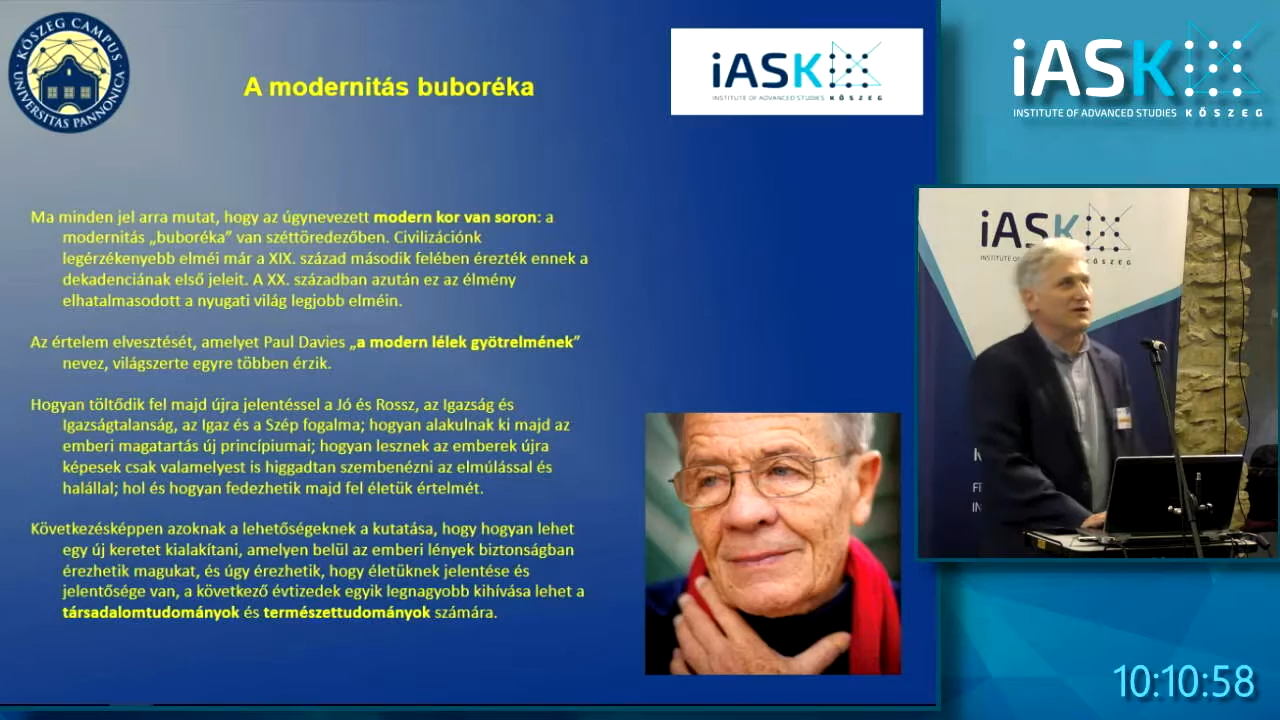 KŐSZEG CAMPUS
UNIVERSITAS PANNONICA
A modernitás buboréka
iASK
INSTITUTE OF ADVANCED STUDIES KŐSZEG
iASK
INSTITUTE OF ADVANCED STUDIES KŐSZEG
Ma minden jel arra mutat, hogy az úgynevezett modern kor van soron: a
modernitás „buboréka” van széttöredezőben. Civilizációnk
legérzékenyebb elméi már a XIX. század második felében érezték ennek a
dekadenciának első jeleit. A XX. században azután ez az élmény
elhatalmasodott a nyugati világ legjobb elméin.
Az értelem elvesztését, amelyet Paul Davies „a modern lélek gyötrelmének”
nevez, világszerte egyre többen érzik.
Hogyan töltődik fel majd újra jelentéssel a Jó és Rossz, az Igazság és
Igazságtalanság, az Igaz és a Szép fogalma; hogyan alakulnak ki majd az
emberi magatartás új princípiumai; hogyan lesznek az emberek újra
képesek csak valamelyest is higgadtan szembenézni az elmúlással és
halállal; hol és hogyan fedezhetik majd fel életük értelmét.
Következésképpen azoknak a lehetőségeknek a kutatása, hogy hogyan lehet
egy új keretet kialakítani, amelyen belül az emberi lények biztonságban
érezhetik magukat, és úgy érezhetik, hogy életüknek jelentése és
jelentősége van, a következő évtizedek egyik legnagyobb kihívása lehet a
társadalomtudományok és természettudományok számára.
iASK
10:10:58